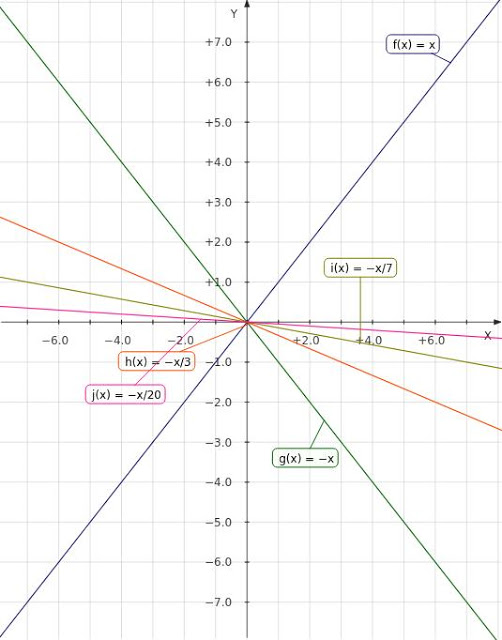 Y
+7.0
f(x) = x
+6.0
+5.0
+4.0
+3.0
+2.0
i(x) = −x/7
+1.0
−6.0 −4.0 −2.0 +2.0 +4.0 +6.0 X
h(x) = −x/3
−1.0
j(x) = −x/20
−2.0
−3.0
g(x) = −x
−4.0
−5.0
−6.0
−7.0